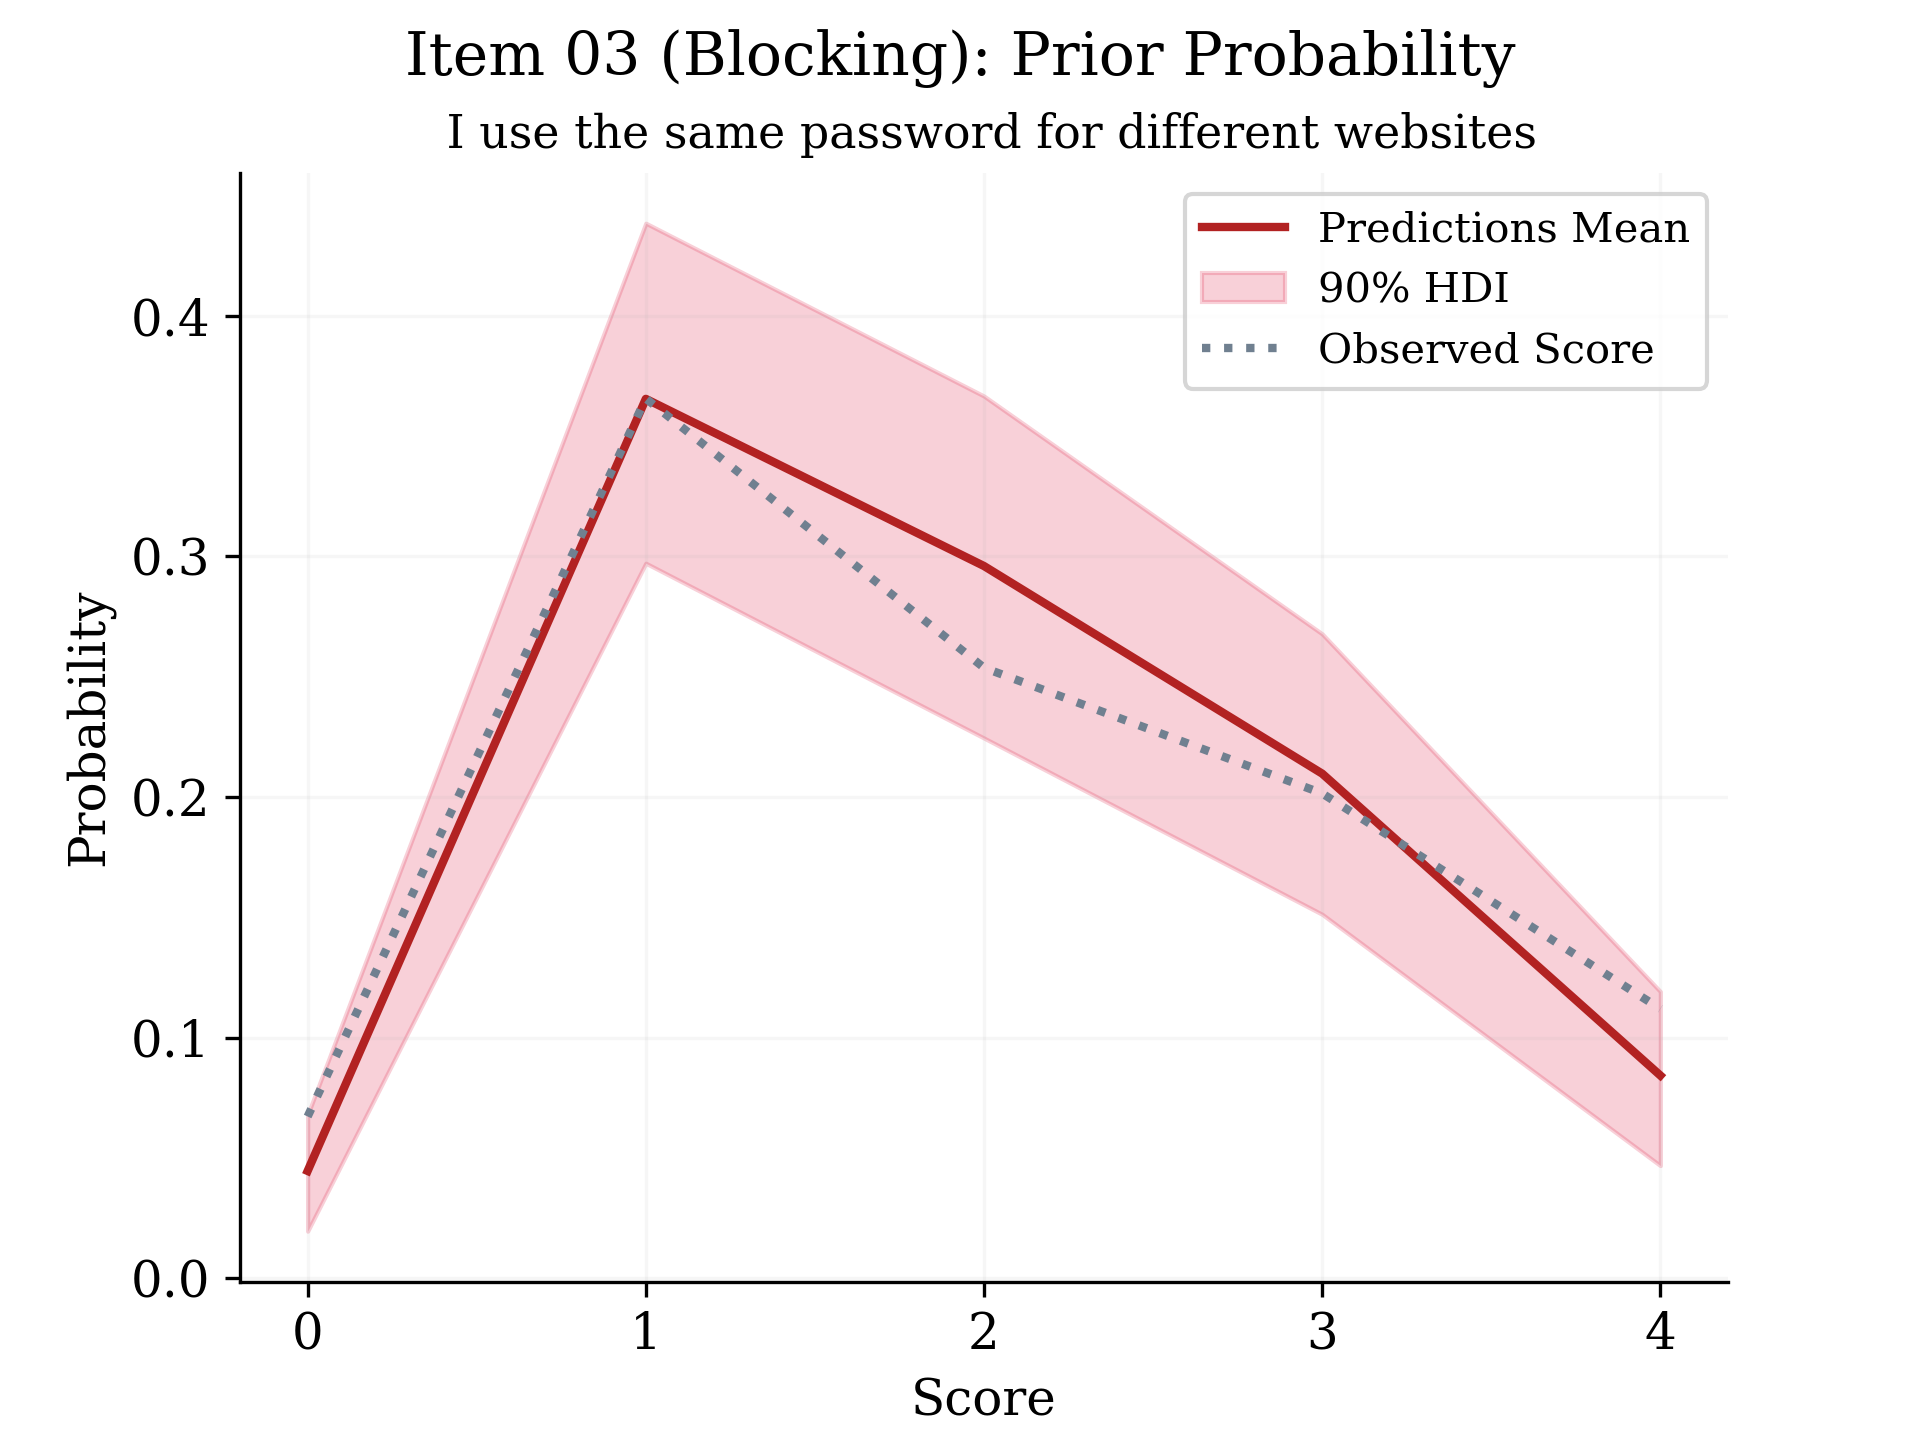 Item 03 (Blocking): Prior Probability
I use the same password for different websites
Predictions Mean
90% HDI
Observed Score
Probability
0.4
0.3
0.2
0.1
0.0
0 1 2 3 4
Score